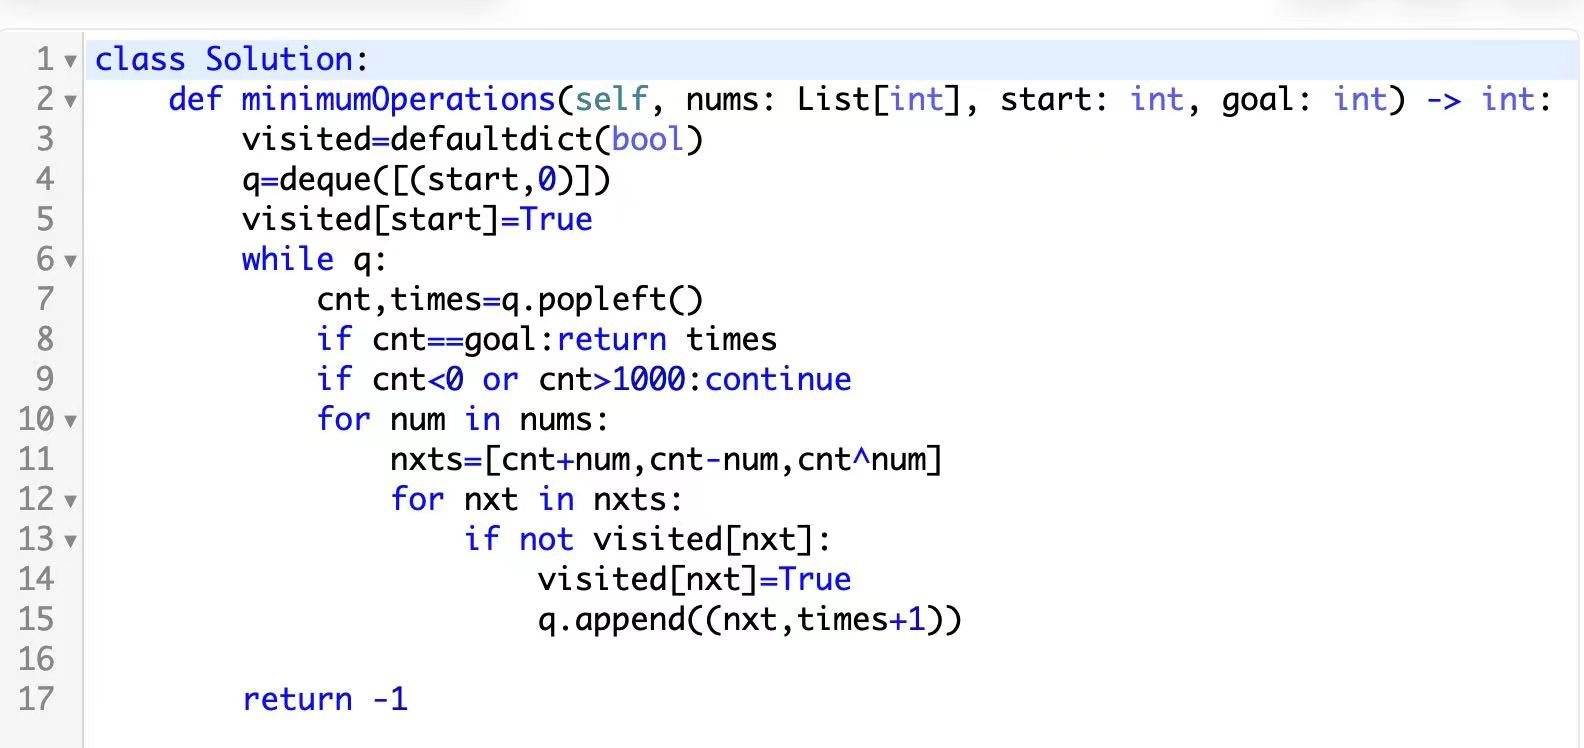 1 class Solution:
2 def minimumOperations(self, nums: List[int], start: int, goal: int) -> int:
3 visited=defaultdict(bool)
4 q=deque([(start,0)])
5 visited[start]=True
6 while q:
7 cnt,times=q.popleft()
8 if cnt==goal:return times
9 if cnt<0 or cnt>1000:continue
10 for num in nums:
11 nxts=[cnt+num,cnt-num,cnt^num]
12 for nxt in nxts:
13 if not visited[nxt]:
14 visited[nxt]=True
15 q.append((nxt,times+1))
16
17 return -1